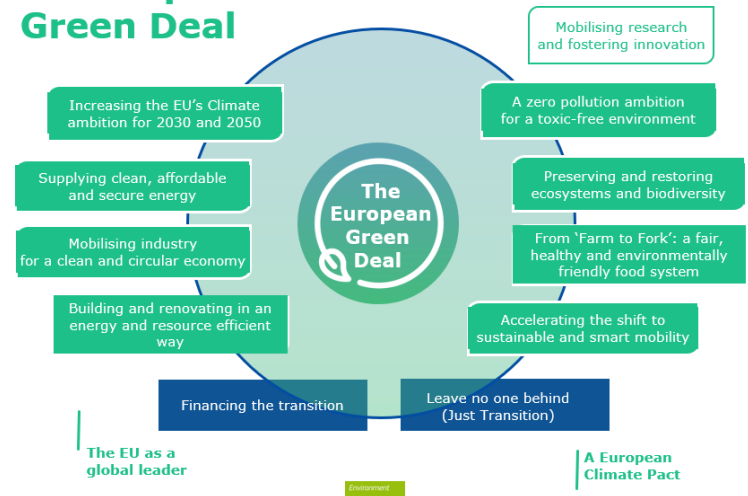 Green Deal
Mobilising research
and fostering innovation
Increasing the EU’s Climate
ambition for 2030 and 2050
A zero pollution ambition
for a toxic-free environment
Supplying clean, affordable
and secure energy
Preserving and restoring
ecosystems and biodiversity
The
European
Green
Deal
Mobilising industry
for a clean and circular economy
From ‘Farm to Fork’: a fair,
healthy and environmentally
friendly food system
Building and renovating in an
energy and resource efficient
way
Accelerating the shift to
sustainable and smart mobility
Financing the transition
Leave no one behind
(Just Transition)
The EU as a
global leader
A European
Climate Pact
Environment